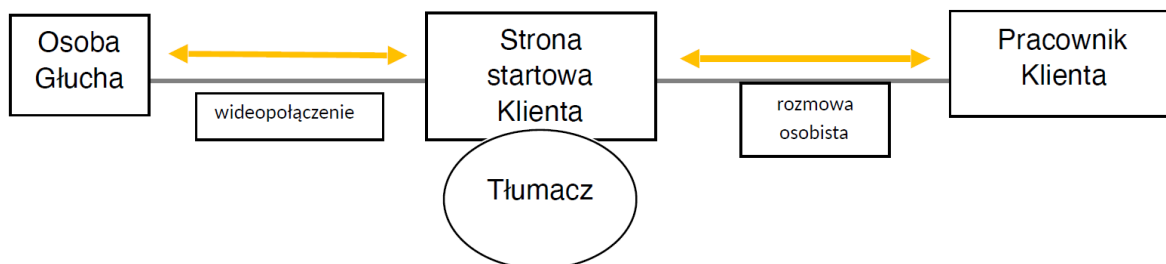 Osoba
Głucha
wideopołączenie
Strona
startowa
Klienta
Tłumacz
rozmowa
osobista
Pracownik
Klienta